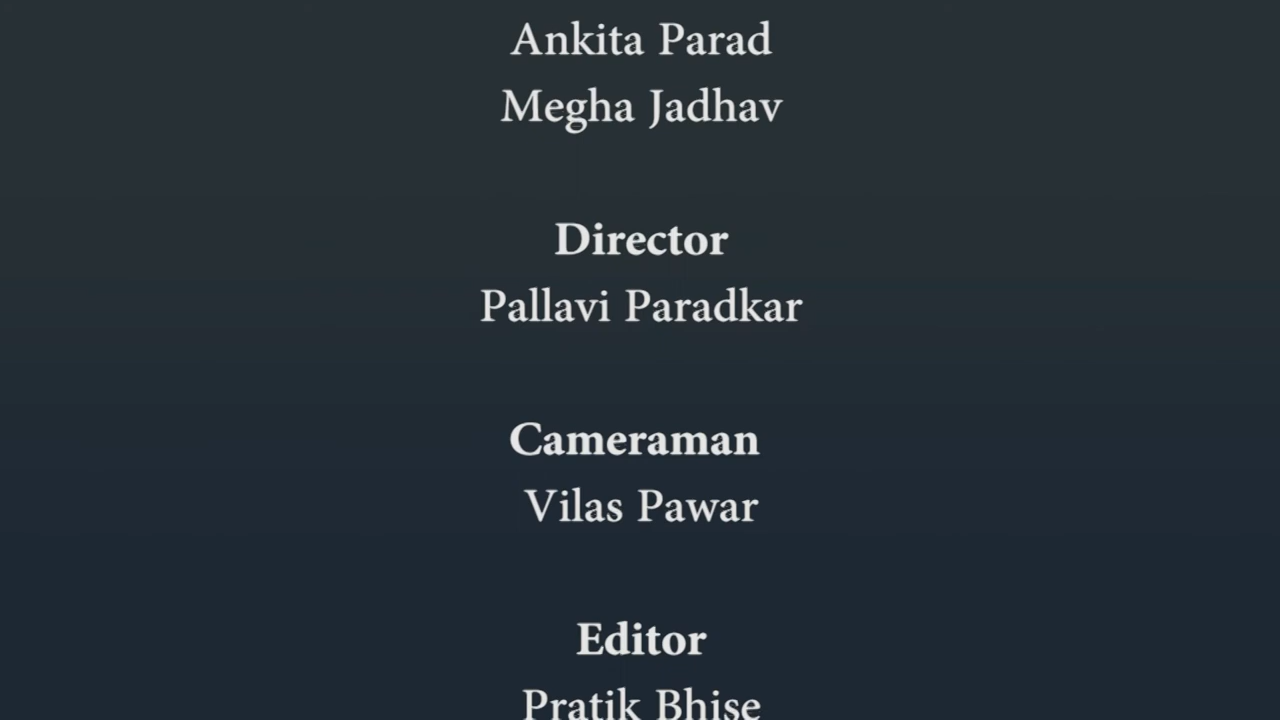 Ankita Parad
Megha Jadhav
Director
Pallavi Paradkar
Cameraman
Vilas Pawar
Editor
Pratik Bhise